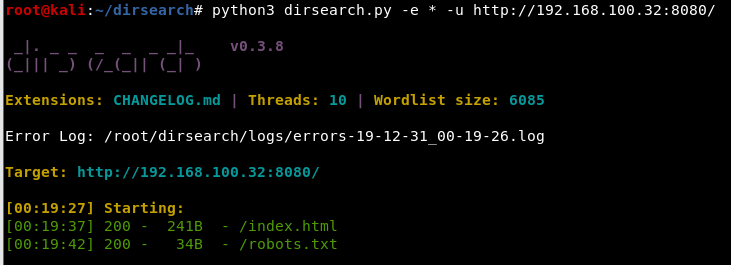 root@kali:~/dirsearch# python3 dirsearch.py -e * -u http://192.168.100.32:8080/
 _|. _ _  _  _  _ _|_    v0.3.8
(_||| _) (/_(_|| (_| )
Extensions: CHANGELOG.md | Threads: 10 | Wordlist size: 6085
Error Log: /root/dirsearch/logs/errors-19-12-31_00-19-26.log
Target: http://192.168.100.32:8080/
[00:19:27] Starting:
[00:19:37] 200 -  241B  - /index.html
[00:19:42] 200 -   34B  - /robots.txt